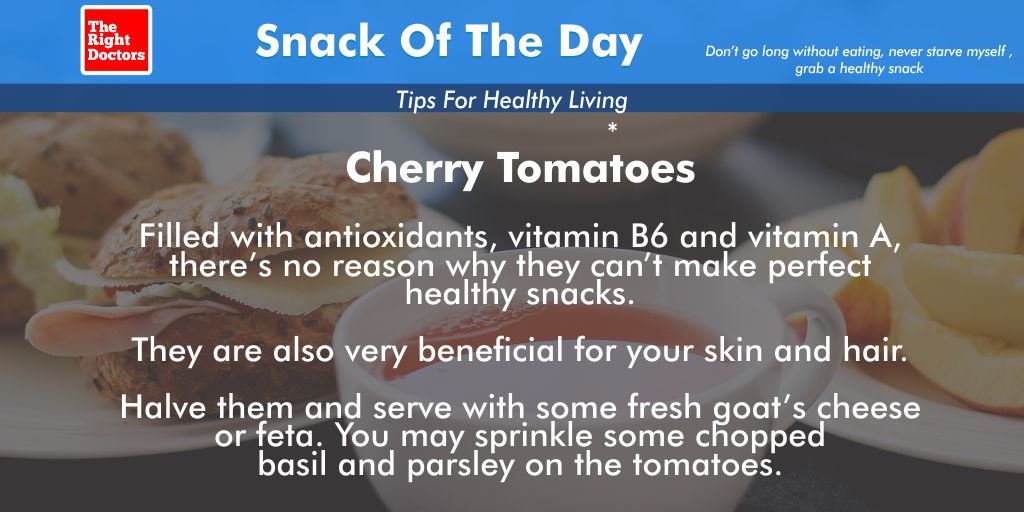 The
Right
Doctors
Snack Of The Day
Don't go long without eating, never starve myself ,
grab a healthy snack
Tips For Healthy Living
*
Cherry Tomatoes
Filled with antioxidants, vitamin B6 and vitamin A,
there's no reason why they can't make perfect
healthy snacks.
They are also very beneficial for your skin and hair.
Halve them and serve with some fresh goat's cheese
or feta. You may sprinkle some chopped
basil and parsley on the tomatoes.